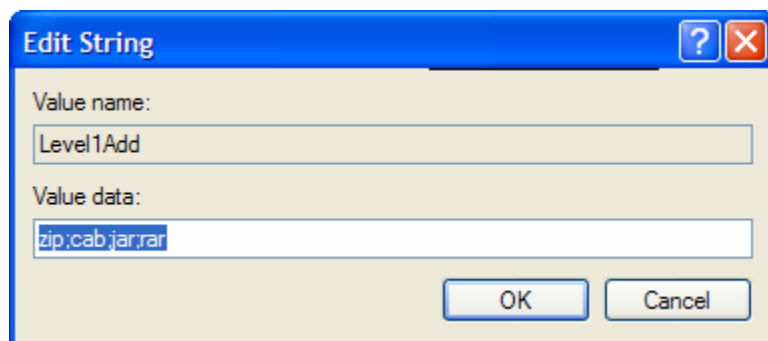 Edit String
Value name:
Level1Add
Value data:
zip;cab;jar;rar
OK Cancel